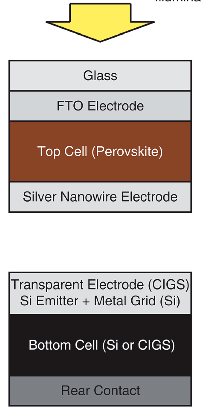 Glass
FTO Electrode
Top Cell (Perovskite)
Silver Nanowire Electrode
Transparent Electrode (CIGS)
Si Emitter + Metal Grid (Si)
Bottom Cell (Si or CIGS)
Rear Contact